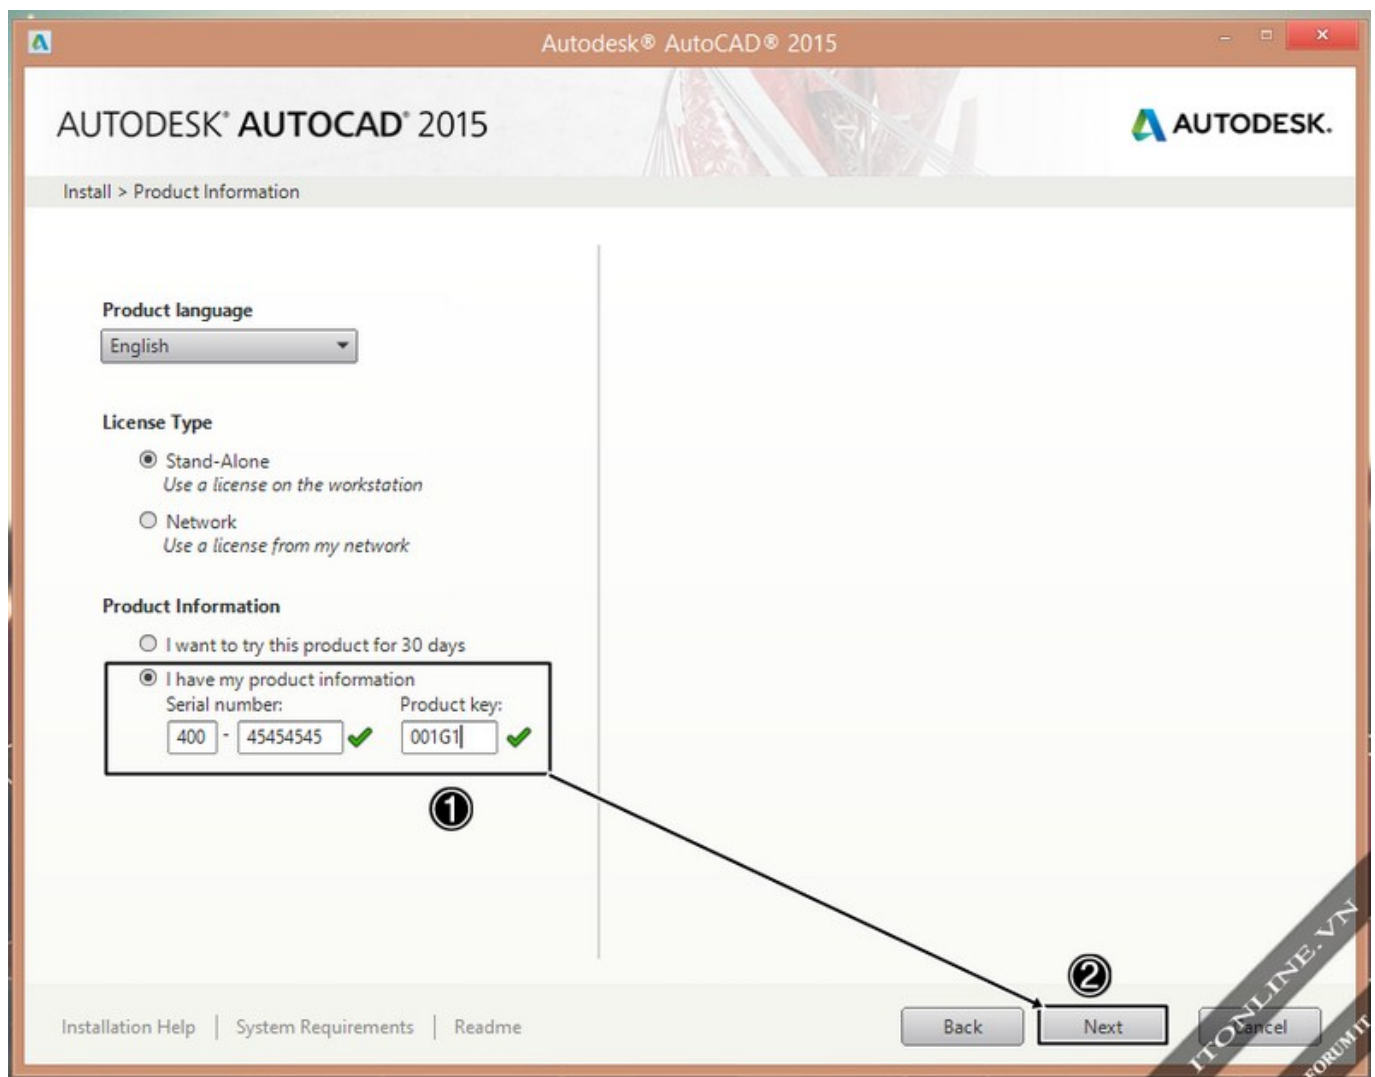 Autodesk® AutoCAD® 2015
AUTODESK® AUTOCAD® 2015
AUTODESK.
Install > Product Information
Product language
English
License Type
Stand-Alone
Use a license on the workstation
Network
Use a license from my network
Product Information
I want to try this product for 30 days
I have my product information
Serial number: Product key:
400 - 45454545 001G1
1
2
Installation Help | System Requirements | Readme
Back Next Cancel
ITONLINE.VN
FORUM IT